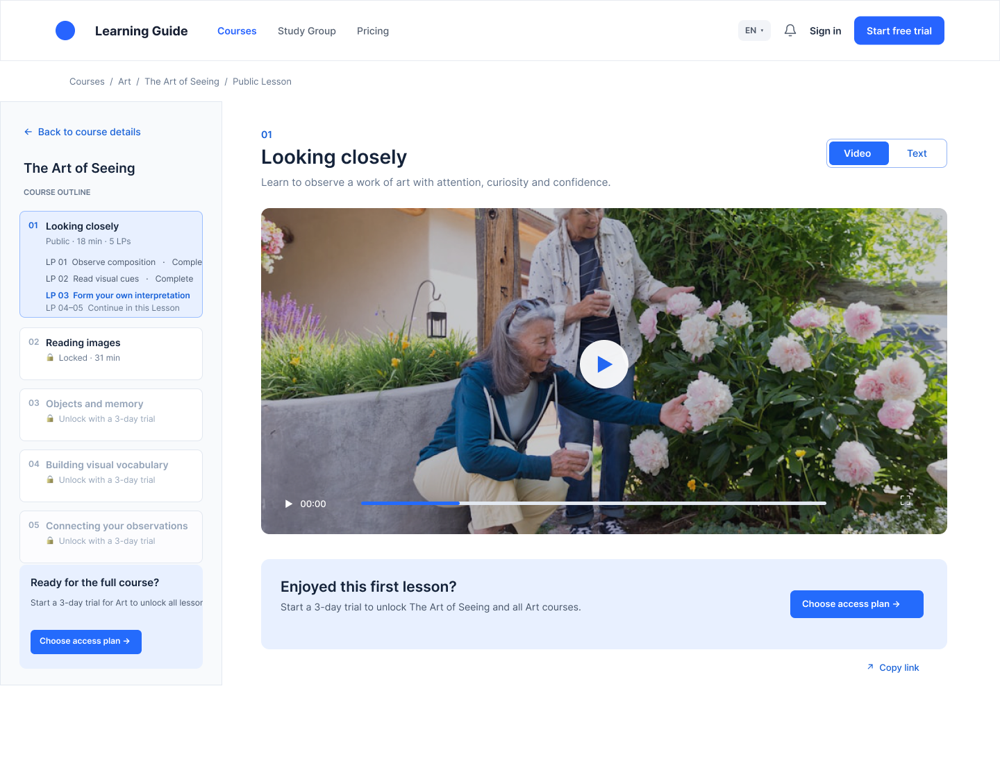 Learning Guide
Courses
Study Group
Pricing
EN
Sign in
Start free trial
Courses / Art / The Art of Seeing / Public Lesson
← Back to course details
The Art of Seeing
COURSE OUTLINE
01 Looking closely
Public · 18 min · 5 LPs
LP 01 Observe composition · Comple
LP 02 Read visual cues · Complete
LP 03 Form your own interpretation
LP 04–05 Continue in this Lesson
02 Reading images
Locked · 31 min
03 Objects and memory
Unlock with a 3-day trial
04 Building visual vocabulary
Unlock with a 3-day trial
05 Connecting your observations
Unlock with a 3-day trial
Ready for the full course?
Start a 3-day trial for Art to unlock all lesson
Choose access plan →
01
Looking closely
Learn to observe a work of art with attention, curiosity and confidence.
Video
Text
00:00
Enjoyed this first lesson?
Start a 3-day trial to unlock The Art of Seeing and all Art courses.
Choose access plan →
↗ Copy link